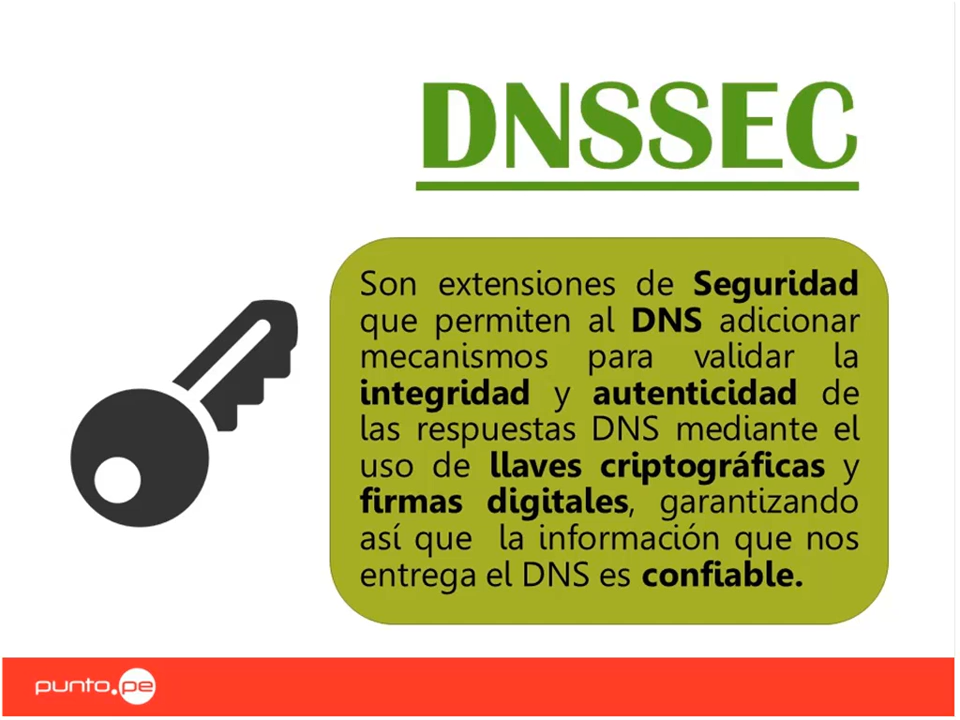 DNSSEC
Son extensiones de Seguridad
que permiten al DNS adicionar
mecanismos para validar la
integridad y autenticidad de
las respuestas DNS mediante el
uso de llaves criptográficas y
firmas digitales, garantizando
así que la información que nos
entrega el DNS es confiable.
punto.pe